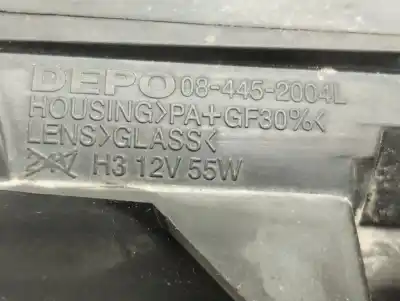 DEPO 08-445-2004L
HOUSING>PA+GF30%<
LENS>GLASS<
H3 12V 55W